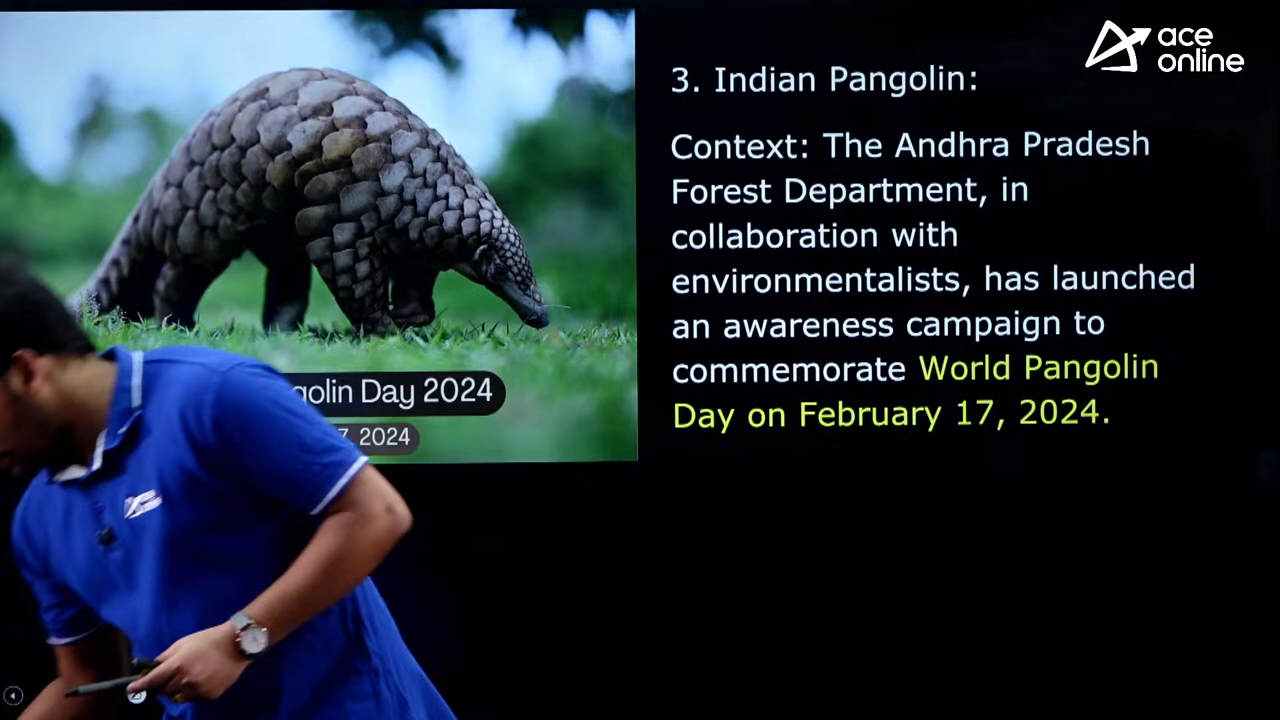 ace
online
3. Indian Pangolin:
Context: The Andhra Pradesh
Forest Department, in
collaboration with
environmentalists, has launched
an awareness campaign to
commemorate World Pangolin
Day on February 17, 2024.
Day 2024
2024